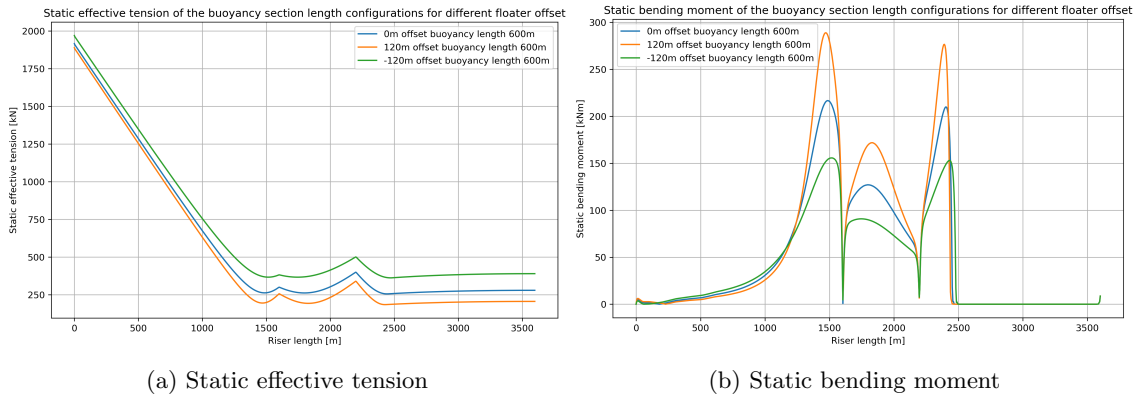 Static effective tension of the buoyancy section length configurations for different floater offset
2000
1750
1500
1250
1000
750
500
250
Static effective tension [kN]
0m offset buoyancy length 600m
120m offset buoyancy length 600m
-120m offset buoyancy length 600m
0 500 1000 1500 2000 2500 3000 3500
Riser length [m]
(a) Static effective tension
Static bending moment of the buoyancy section length configurations for different floater offset
300
250
200
150
100
50
0
Static bending moment [kNm]
0m offset buoyancy length 600m
120m offset buoyancy length 600m
-120m offset buoyancy length 600m
0 500 1000 1500 2000 2500 3000 3500
Riser length [m]
(b) Static bending moment